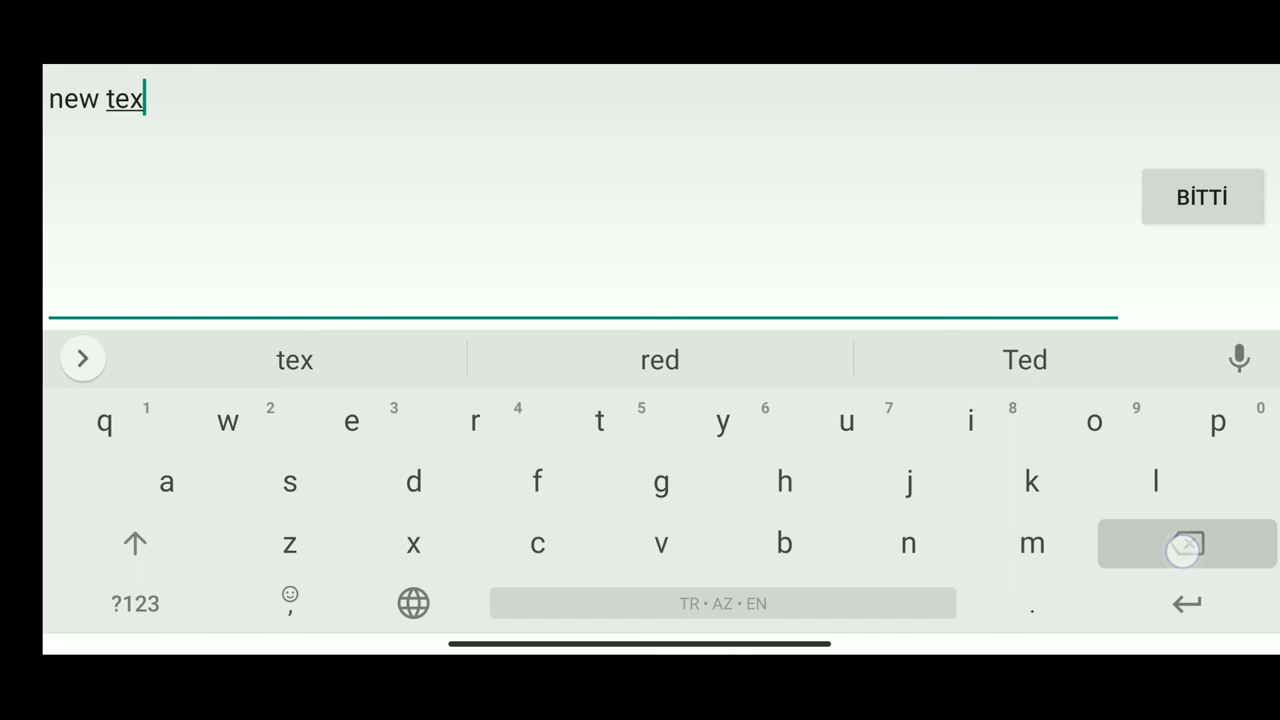 new tex
BİTTİ
tex red Ted
q 1 w 2 e 3 r 4 t 5 y 6 u 7 i 8 o 9 p 0
a s d f g h j k l
z x c v b n m
?123 , TR • AZ • EN .